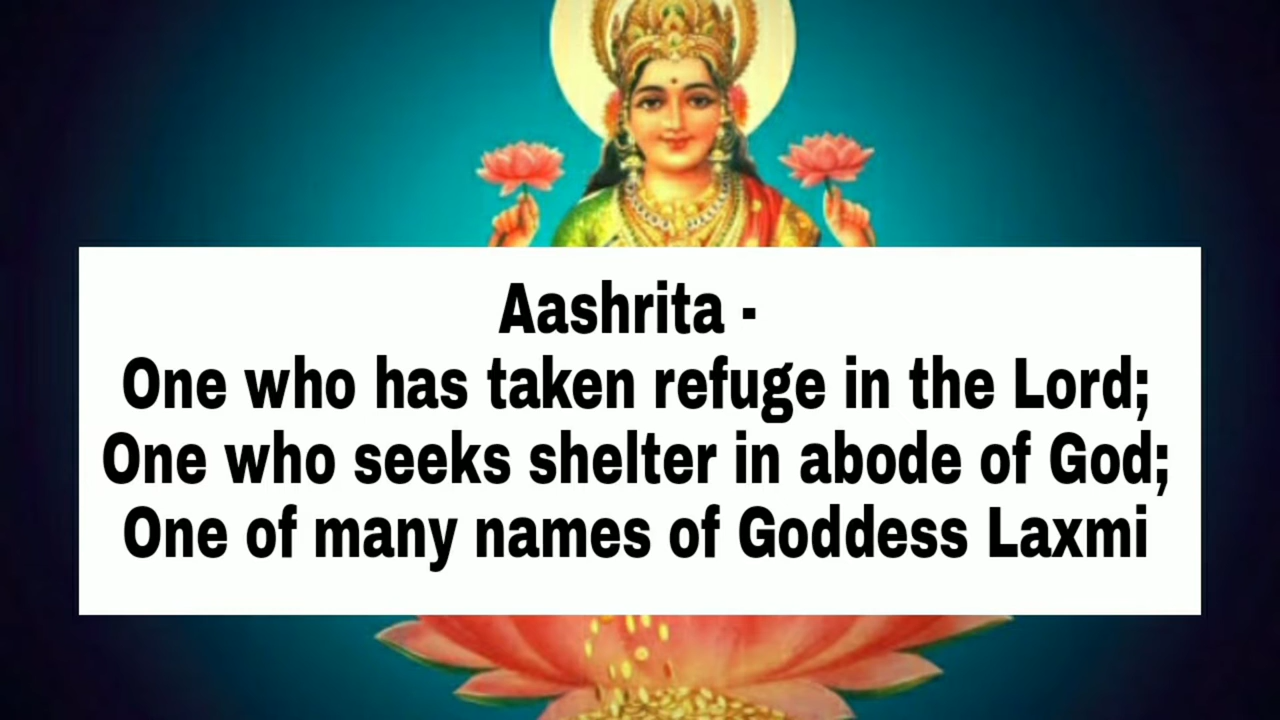 Aashrita -
One who has taken refuge in the Lord;
One who seeks shelter in abode of God;
One of many names of Goddess Laxmi